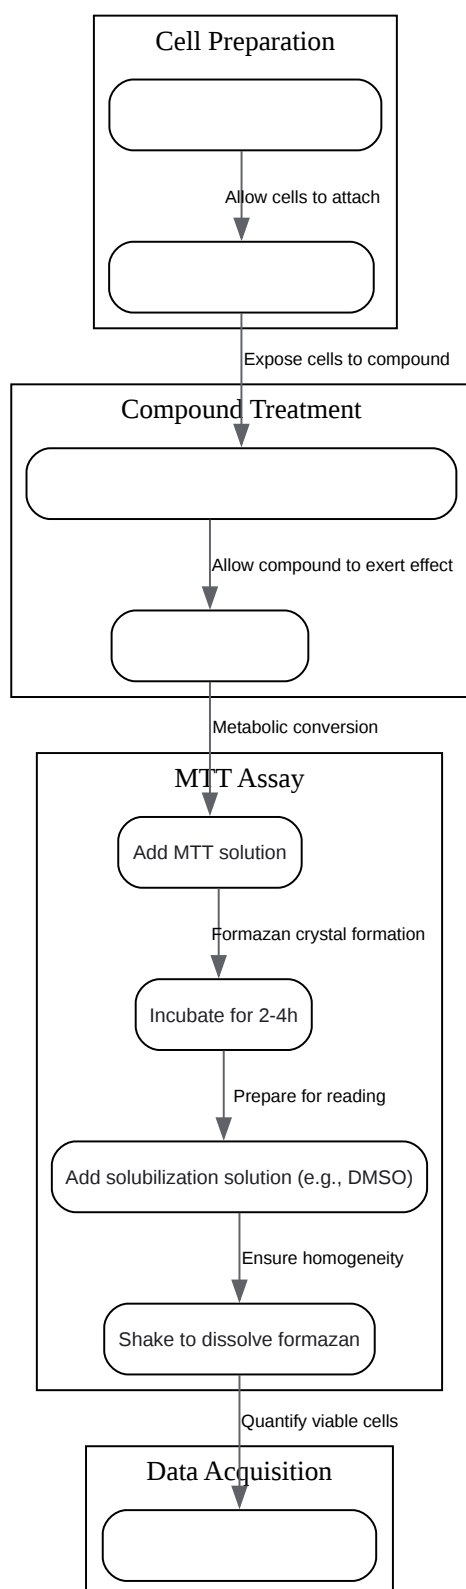 Cell Preparation
Allow cells to attach
Expose cells to compound
Compound Treatment
Allow compound to exert effect
Metabolic conversion
MTT Assay
Add MTT solution
Formazan crystal formation
Incubate for 2-4h
Prepare for reading
Add solubilization solution (e.g., DMSO)
Ensure homogeneity
Shake to dissolve formazan
Quantify viable cells
Data Acquisition